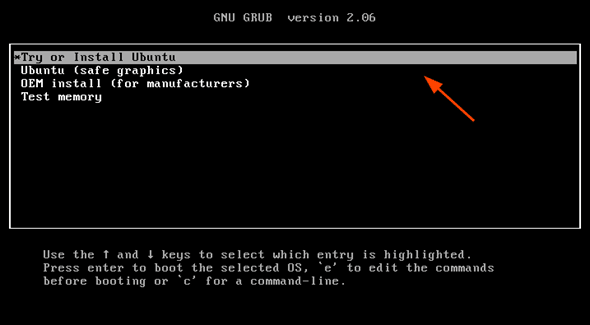 GNU GRUB  version 2.06
*Try or Install Ubuntu
Ubuntu (safe graphics)
OEM install (for manufacturers)
Test memory
Use the ↑ and ↓ keys to select which entry is highlighted.
Press enter to boot the selected OS, `e' to edit the commands
before booting or `c' for a command-line.